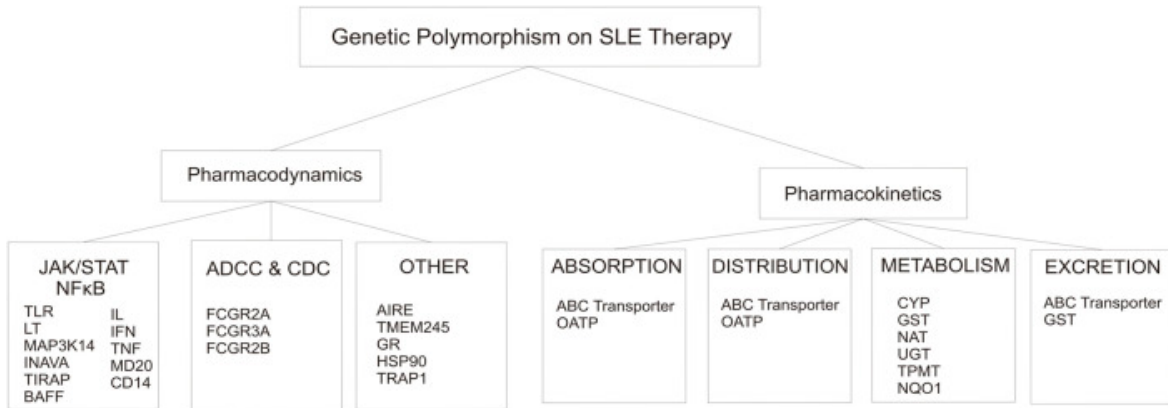 Genetic Polymorphism on SLE Therapy
Pharmacodynamics
Pharmacokinetics
JAK/STAT
NFκB
TLR
LT
MAP3K14
INAVA
TIRAP
BAFF
IL
IFN
TNF
MD20
CD14
ADCC & CDC
FCGR2A
FCGR3A
FCGR2B
OTHER
AIRE
TMEM245
GR
HSP90
TRAP1
ABSORPTION
ABC Transporter
OATP
DISTRIBUTION
ABC Transporter
OATP
METABOLISM
CYP
GST
NAT
UGT
TPMT
NQO1
EXCRETION
ABC Transporter
GST